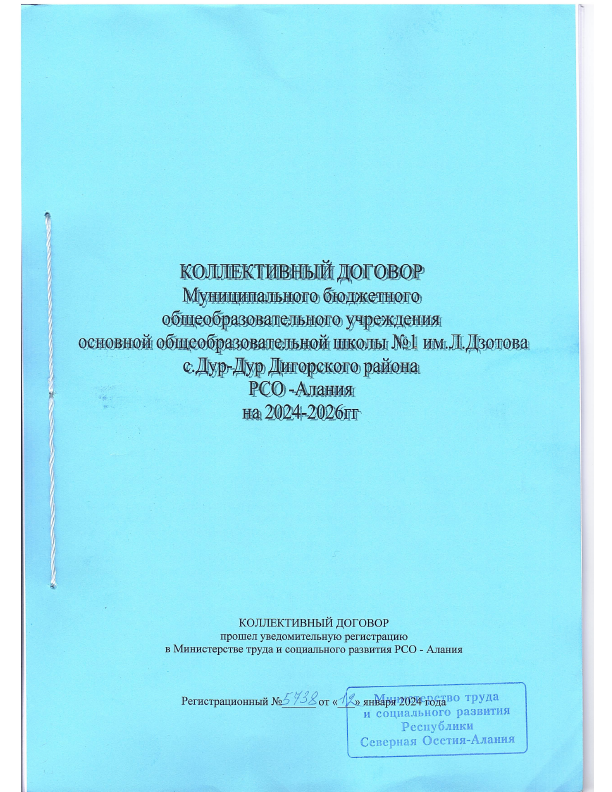 КОЛЛЕКТИВНЫЙ ДОГОВОР
Муниципального бюджетного
общеобразовательного учреждения
основной общеобразовательной школы №1 им.Л.Дзотова
с.Дур-Дур Дигорского района
РСО -Алания
на 2024-2026гг
КОЛЛЕКТИВНЫЙ ДОГОВОР
прошел уведомительную регистрацию
в Министерстве труда и социального развития РСО - Алания
Регистрационный № 5738 от «12» января 2024 года
Министерство труда
и социального развития
Республики
Северная Осетия-Алания